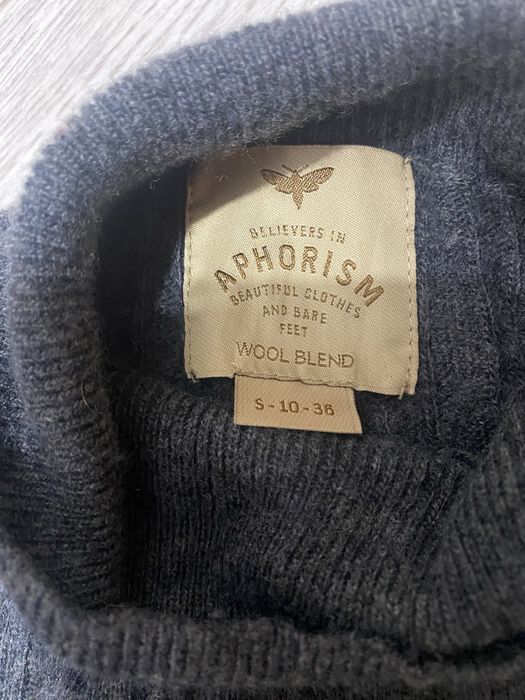 BELIEVERS IN
APHORISM
BEAUTIFUL CLOTHES
AND BARE
FEET
WOOL BLEND
S-10-36